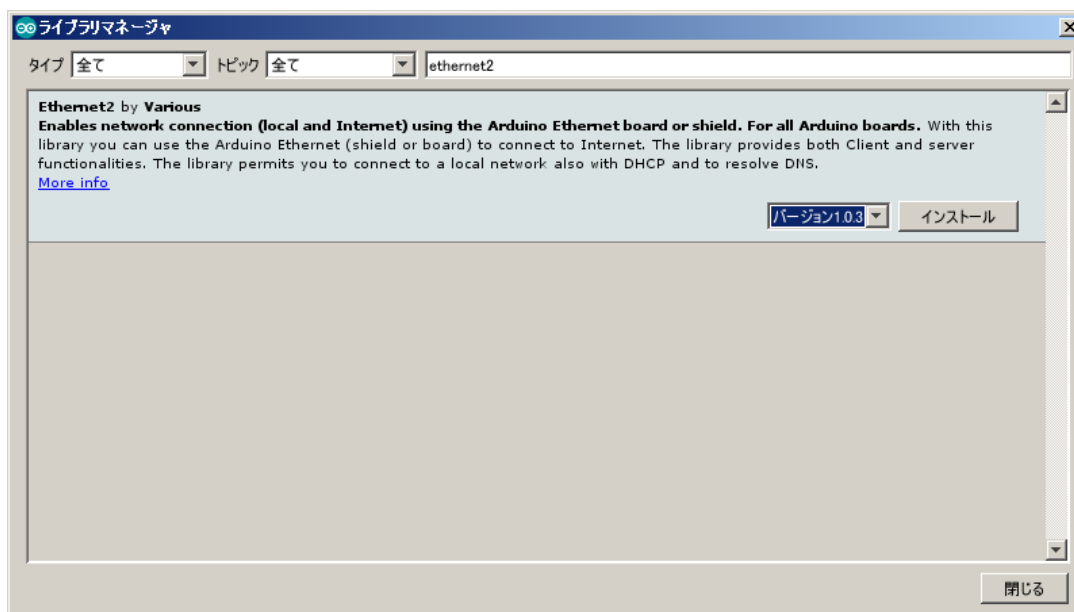 ライブラリマネージャ
タイプ 全て トピック 全て ethernet2
Ethernet2 by Various
Enables network connection (local and Internet) using the Arduino Ethernet board or shield. For all Arduino boards. With this
library you can use the Arduino Ethernet (shield or board) to connect to Internet. The library provides both Client and server
functionalities. The library permits you to connect to a local network also with DHCP and to resolve DNS.
More info
バージョン1.0.3 インストール
閉じる